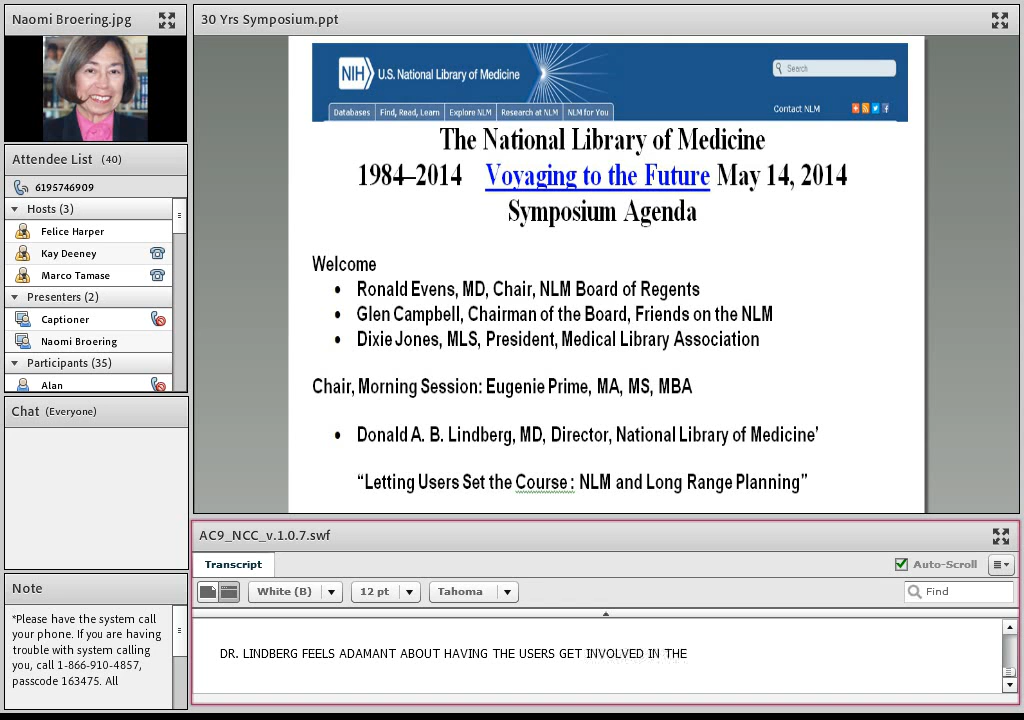 Naomi Broering.jpg
Attendee List (40)
6195746909
Hosts (3)
Felice Harper
Kay Deeney
Marco Tamase
Presenters (2)
Captioner
Naomi Broering
Participants (35)
Alan
Chat (Everyone)
Note
*Please have the system call
your phone. If you are having
trouble with system calling
you, call 1-866-910-4857,
passcode 163475. All
30 Yrs Symposium.ppt
NIH U.S. National Library of Medicine
Search
Databases Find, Read, Learn Explore NLM Research at NLM NLM for You
Contact NLM
The National Library of Medicine
1984–2014 Voyaging to the Future May 14, 2014
Symposium Agenda
Welcome
• Ronald Evens, MD, Chair, NLM Board of Regents
• Glen Campbell, Chairman of the Board, Friends on the NLM
• Dixie Jones, MLS, President, Medical Library Association
Chair, Morning Session: Eugenie Prime, MA, MS, MBA
• Donald A. B. Lindberg, MD, Director, National Library of Medicine’
“Letting Users Set the Course : NLM and Long Range Planning”
AC9_NCC_v.1.0.7.swf
Transcript
Auto-Scroll
White (B) 12 pt Tahoma
Find
DR. LINDBERG FEELS ADAMANT ABOUT HAVING THE USERS GET INVOLVED IN THE